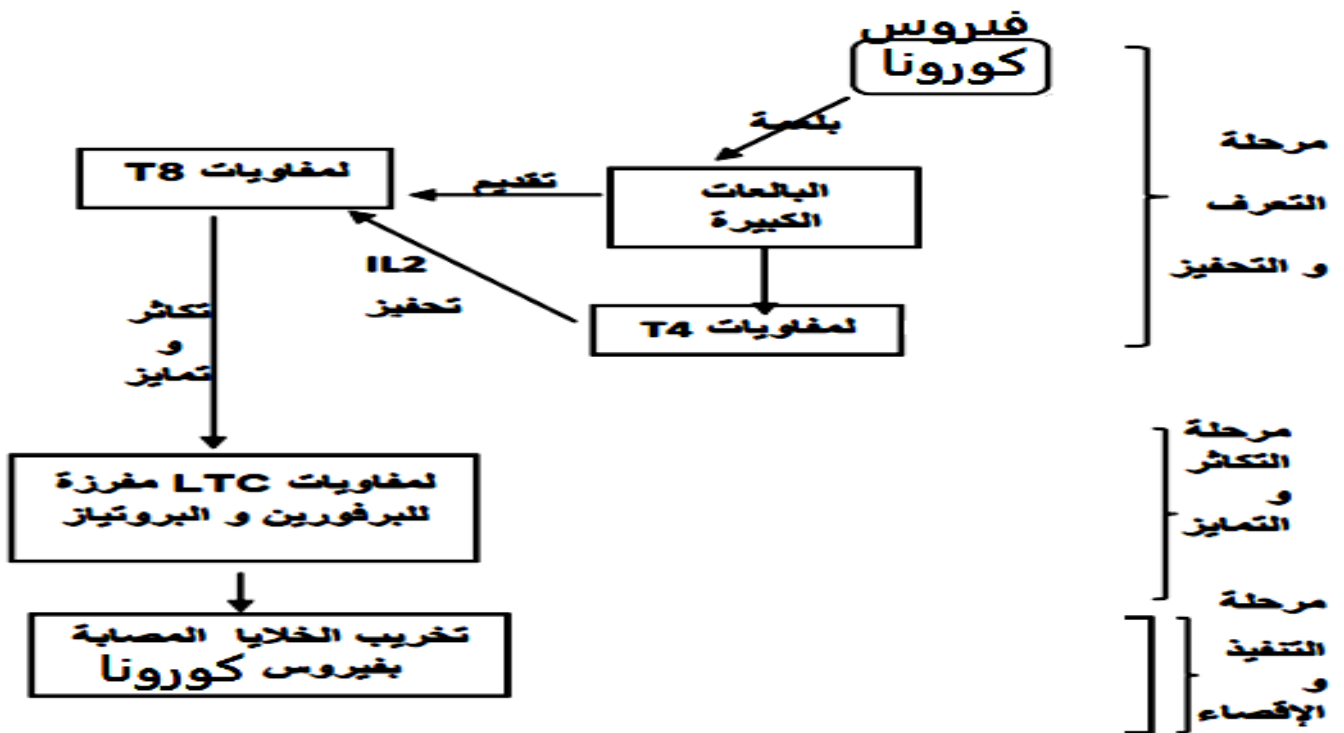 فيروس
كورونا
بلعمة
مرحلة
التعرف
و التحفيز
لمفاويات T8
تقديم
البالعات
الكبيرة
IL2
تحفيز
لمفاويات T4
تكاثر
و
تمايز
مرحلة
التكاثر
و
التمايز
لمفاويات LTC مفرزة
للبرفورين و البروتياز
مرحلة
التنفيذ
و
الإقصاء
تخريب الخلايا المصابة
بفيروس كورونا